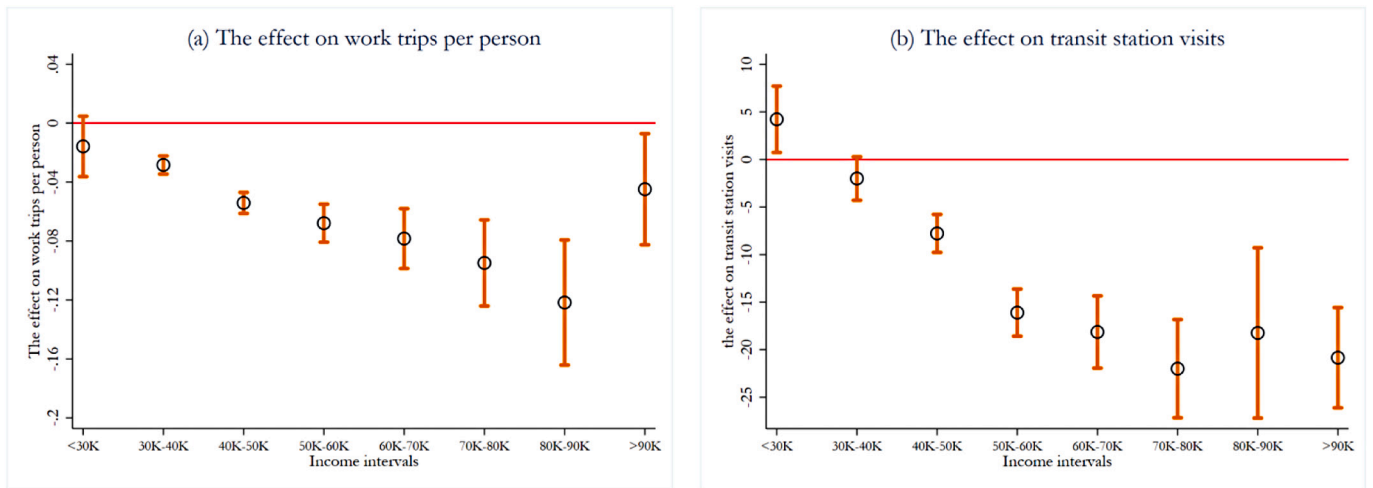 (a) The effect on work trips per person
The effect on work trips per person
.04
0
-.04
-.08
-.12
-.16
-.2
<30K 30K-40K 40K-50K 50K-60K 60K-70K 70K-80K 80K-90K >90K
Income intervals
(b) The effect on transit station visits
the effect on transit station visits
10
5
0
-5
-10
-15
-20
-25
<30K 30K-40K 40K-50K 50K-60K 60K-70K 70K-80K 80K-90K >90K
Income intervals